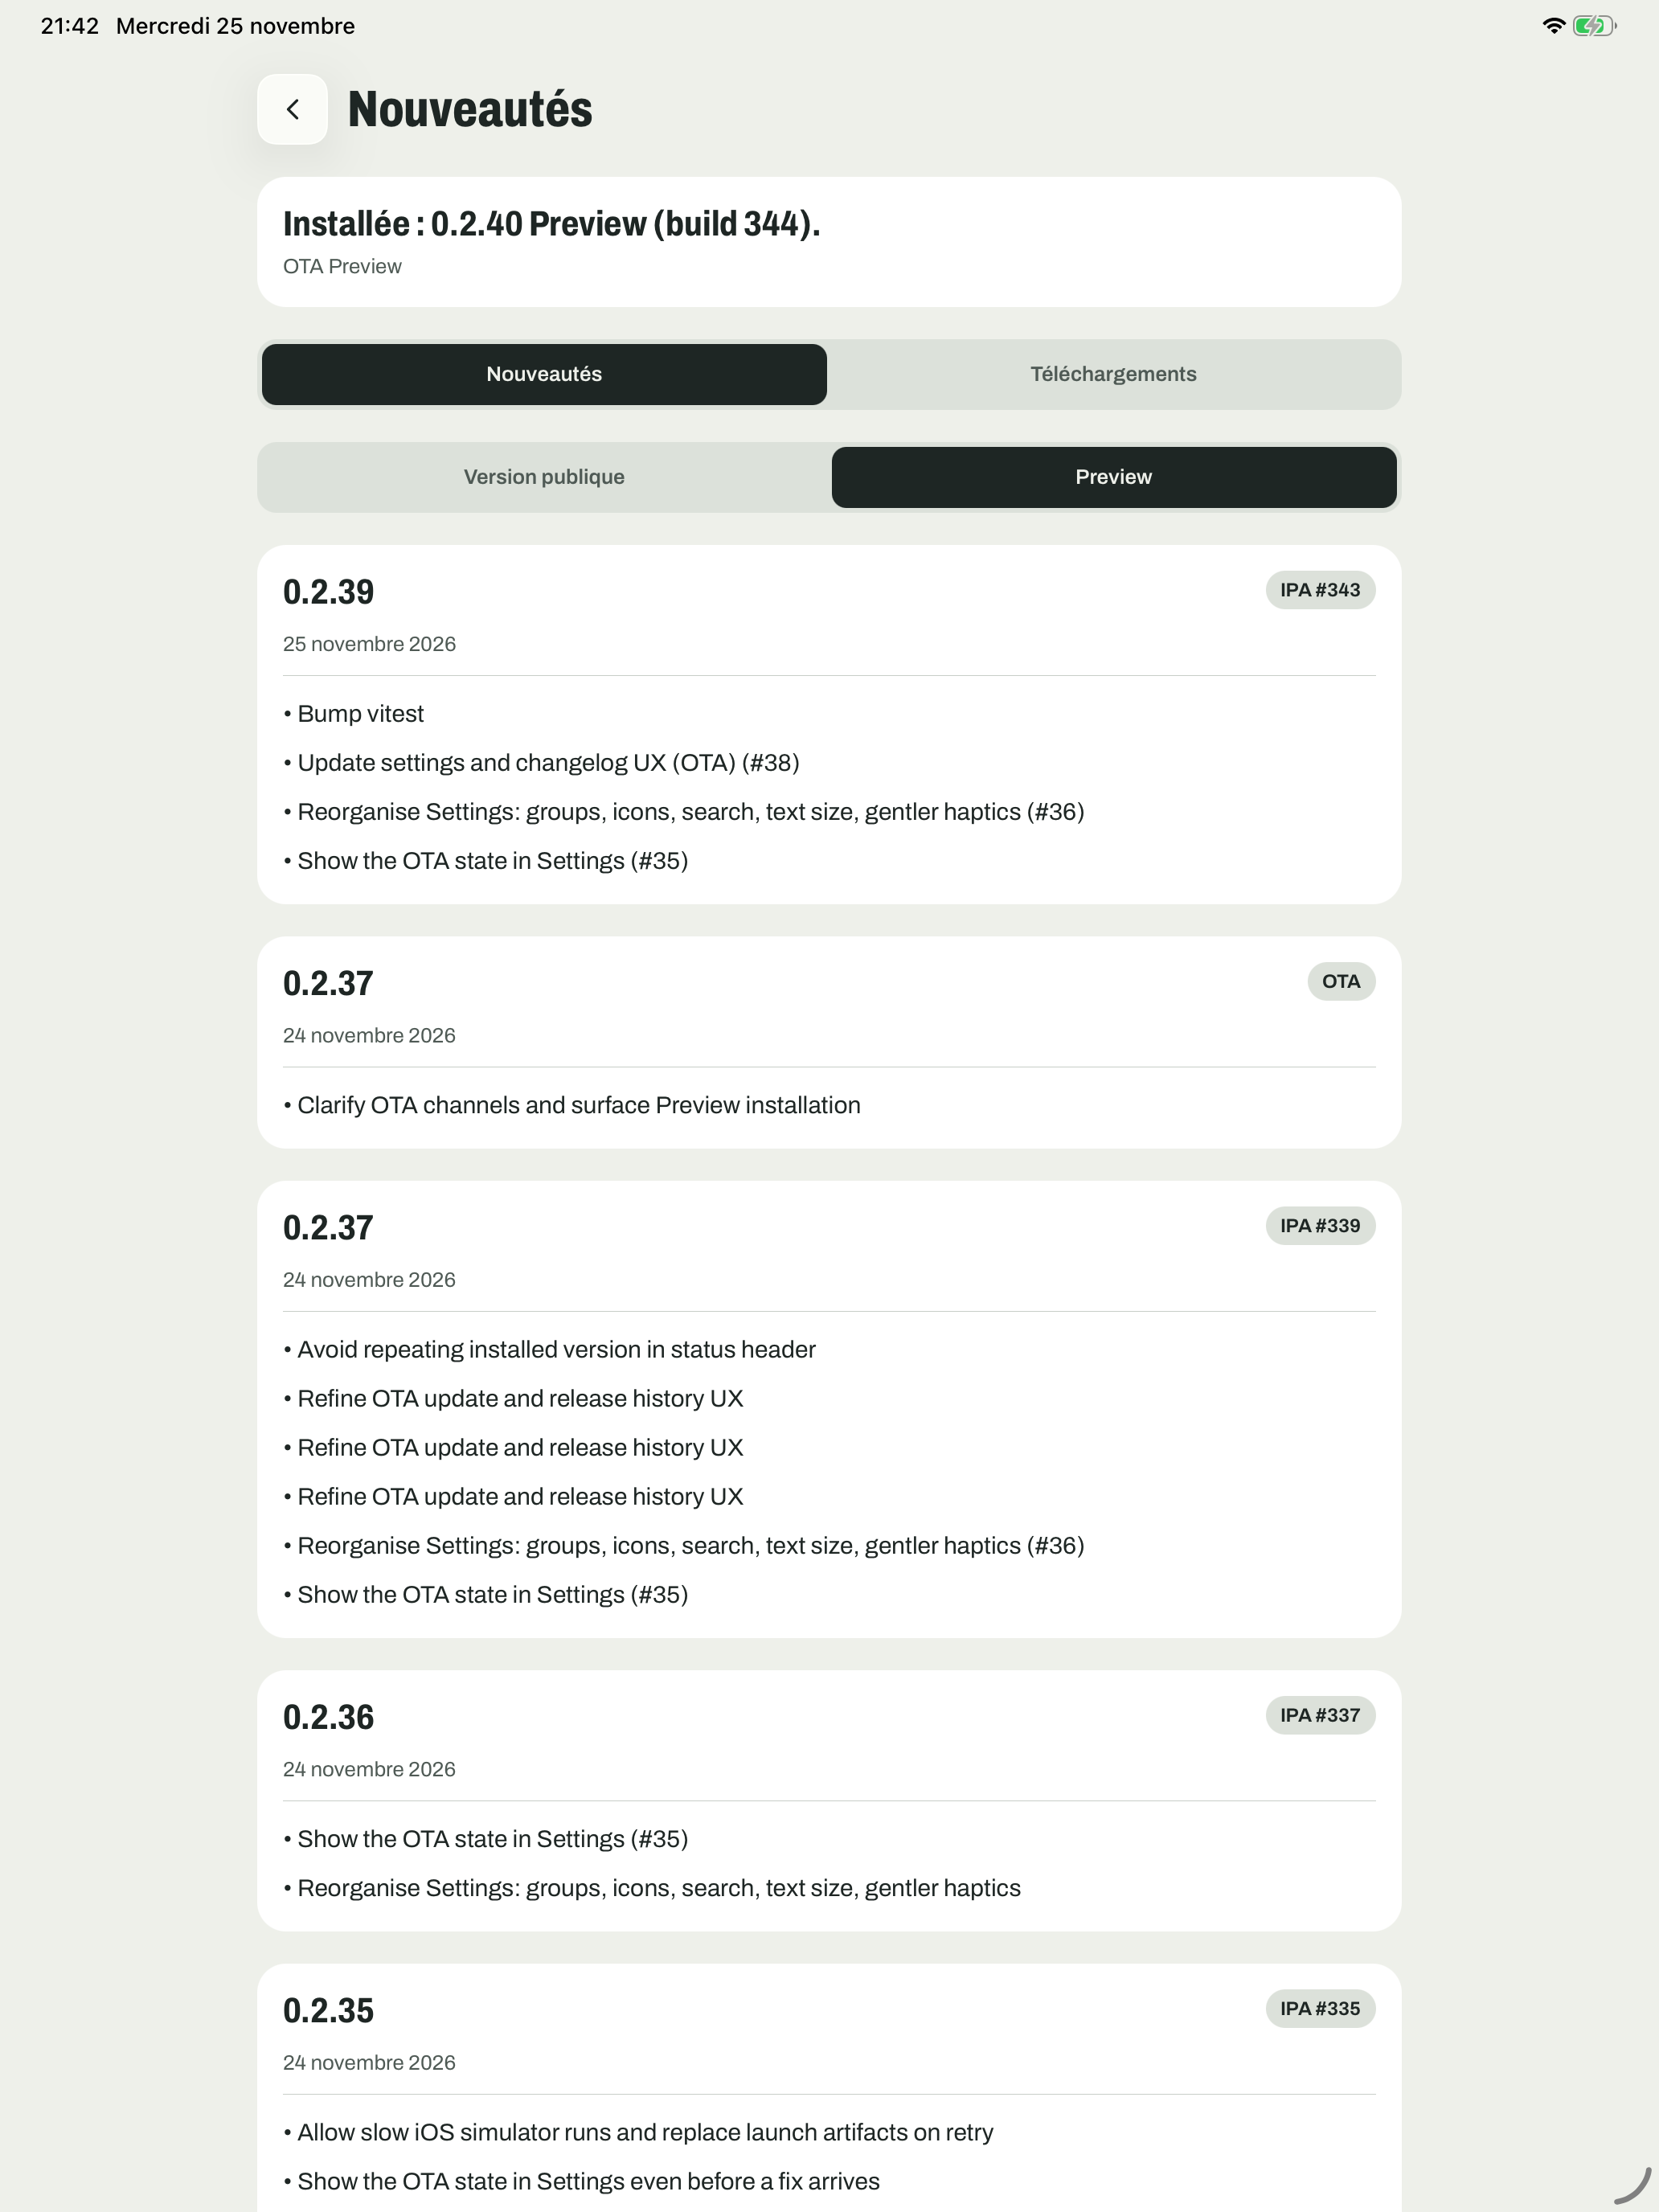 21:42 Mercredi 25 novembre
Nouveautés
Installée : 0.2.40 Preview (build 344).
OTA Preview
Nouveautés
Téléchargements
Version publique
Preview
0.2.39
IPA #343
25 novembre 2026
• Bump vitest
• Update settings and changelog UX (OTA) (#38)
• Reorganise Settings: groups, icons, search, text size, gentler haptics (#36)
• Show the OTA state in Settings (#35)
0.2.37
OTA
24 novembre 2026
• Clarify OTA channels and surface Preview installation
0.2.37
IPA #339
24 novembre 2026
• Avoid repeating installed version in status header
• Refine OTA update and release history UX
• Refine OTA update and release history UX
• Refine OTA update and release history UX
• Reorganise Settings: groups, icons, search, text size, gentler haptics (#36)
• Show the OTA state in Settings (#35)
0.2.36
IPA #337
24 novembre 2026
• Show the OTA state in Settings (#35)
• Reorganise Settings: groups, icons, search, text size, gentler haptics
0.2.35
IPA #335
24 novembre 2026
• Allow slow iOS simulator runs and replace launch artifacts on retry
• Show the OTA state in Settings even before a fix arrives